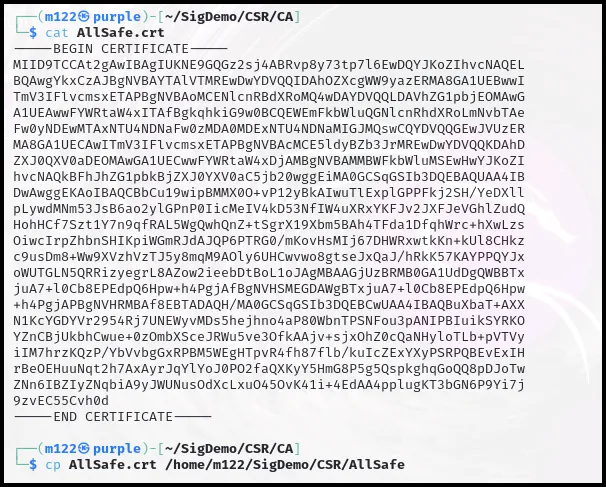 ┌──(m122㉿purple)-[~/SigDemo/CSR/CA]
└─$ cat AllSafe.crt
-----BEGIN CERTIFICATE-----
MIID9TCCAt2gAwIBAgIUKNE9GQGz2sj4ABRvp8y73tp7l6EwDQYJKoZIhvcNAQEL
BQAwgYkxCzAJBgNVBAYTAlVTMREwDwYDVQQIDAhOZXcgWW9yazERMA8GA1UEBwwI
TmV3IFlvcmsxETAPBgNVBAoMCENlcnRBdXRoMQ4wDAYDVQQLDAVhZG1pbjEOMAwG
A1UEAwwFYWRtaW4xITAfBgkqhkiG9w0BCQEWEmFkbWluQGNlcnRhdXRoLmNvbTAe
Fw0yNDEwMTAxNTU4NDNaFw0zMDA0MDExNTU4NDNaMIGJMQswCQYDVQQGEwJVUzER
MA8GA1UECAwITmV3IFlvcmsxETAPBgNVBAcMCE5ldyBZb3JrMREwDwYDVQQKDAhD
ZXJ0QXV0aDEOMAwGA1UECwwFYWRtaW4xDjAMBgNVBAMMBWFkbWluMSEwHwYJKoZI
hvcNAQkBFhJhZG1pbkBjZXJ0YXV0aC5jb20wggEiMA0GCSqGSIb3DQEBAQUAA4IB
DwAwggEKAoIBAQCBbCu19wipBMMX0O+vP12yBkAIwuTlExplGPPFkj2SH/YeDXll
pLywdMNm53JsB6ao2ylGPnP0IicMeIV4kD53NfIW4uXRxYKFJv2JXFJeVGhlZudQ
HohHCf7Szt1Y7n9qfRAL5WgQwhQnZ+tSgrX19Xbm5BAh4TFda1DfqhWrc+hXwLzs
OiwcIrpZhbnSHIKpiWGmRJdAJQP6PTRG0/mKovHsMIj67DHWRxwtkKn+kUl8CHkz
c9usDm8+Ww9XVzhVzTJ5y8mqM9AOly6UHCwvwo8gtseJxQaJ/hRkK57KAYPPQYJx
oWUTGLN5QRRizyegrL8AZow2ieebDtBoL1oJAgMBAAGjUzBRMB0GA1UdDgQWBBTx
juA7+l0Cb8EPEdpQ6Hpw+h4PgjAfBgNVHSMEGDAWgBTxjuA7+l0Cb8EPEdpQ6Hpw
+h4PgjAPBgNVHRMBAf8EBTADAQH/MA0GCSqGSIb3DQEBCwUAA4IBAQBuXbaT+AXX
N1KcYGDYVr2954Rj7UNEWyvMDs5hejhno4aP80WbnTPSNFou3pANIPBIuikSYRKO
YZnCBjUkbhCwue+0zOmbXSceJRWu5ve3OfkAAjv+sjxOhZ0cQaNHyloTLb+pVTVy
iIM7hrzKQzP/YbVvbgGxRPBM5WEgHTpvR4fh87flb/kuIcZExYXyPSRPQBEvExIH
rBeOEHuuNqt2h7AxAyrJqYlYoJ0PO2faQXKyY5HmG8P5g5QspkghqGoQQ8pDJoTw
ZNn6IBZIyZNqbiA9yJWUNusOdXcLxuO45OvK41i+4EdAA4pplugKT3bGN6P9Yi7j
9zvEC55Cvh0d
-----END CERTIFICATE-----
┌──(m122㉿purple)-[~/SigDemo/CSR/CA]
└─$ cp AllSafe.crt /home/m122/SigDemo/CSR/AllSafe